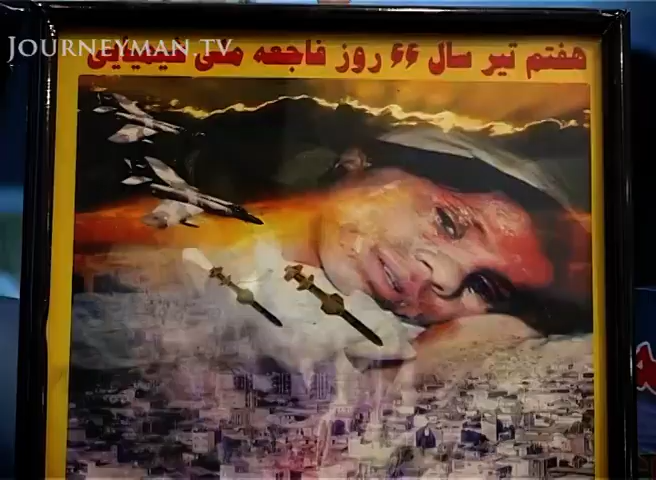 JOURNEYMAN.TV
هفتم تیر سال ۶۶ روز فاجعه ملی شیمیایی